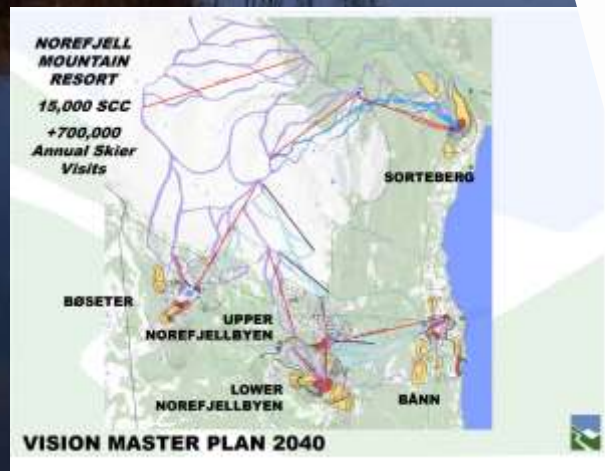 NOREFJELL
MOUNTAIN
RESORT
15,000 SCC
+700,000
Annual Skier
Visits
SORTEBERG
BØSETER
UPPER
NOREFJELLBYEN
LOWER
NOREFJELLBYEN
BÅNN
VISION MASTER PLAN 2040